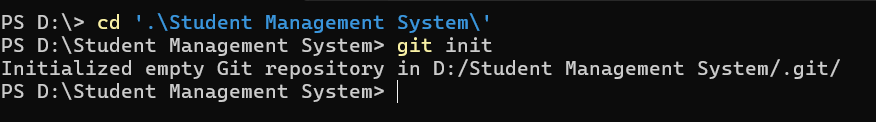 PS D:\> cd '.\Student Management System\'
PS D:\Student Management System> git init
Initialized empty Git repository in D:/Student Management System/.git/
PS D:\Student Management System>